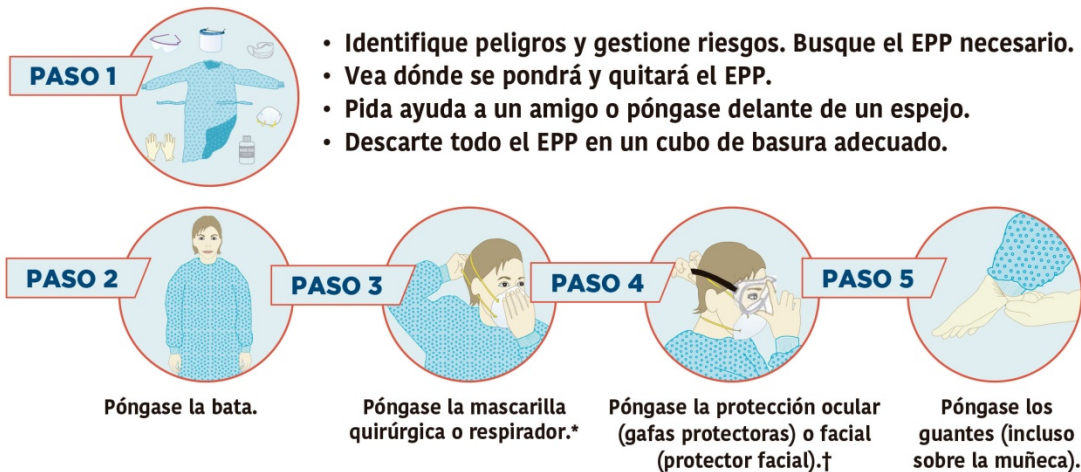 PASO 1
• Identifique peligros y gestione riesgos. Busque el EPP necesario.
• Vea dónde se pondrá y quitará el EPP.
• Pida ayuda a un amigo o póngase delante de un espejo.
• Descarte todo el EPP en un cubo de basura adecuado.
PASO 2
Póngase la bata.
PASO 3
Póngase la mascarilla
quirúrgica o respirador.*
PASO 4
Póngase la protección ocular
(gafas protectoras) o facial
(protector facial).†
PASO 5
Póngase los
guantes (incluso
sobre la muñeca).